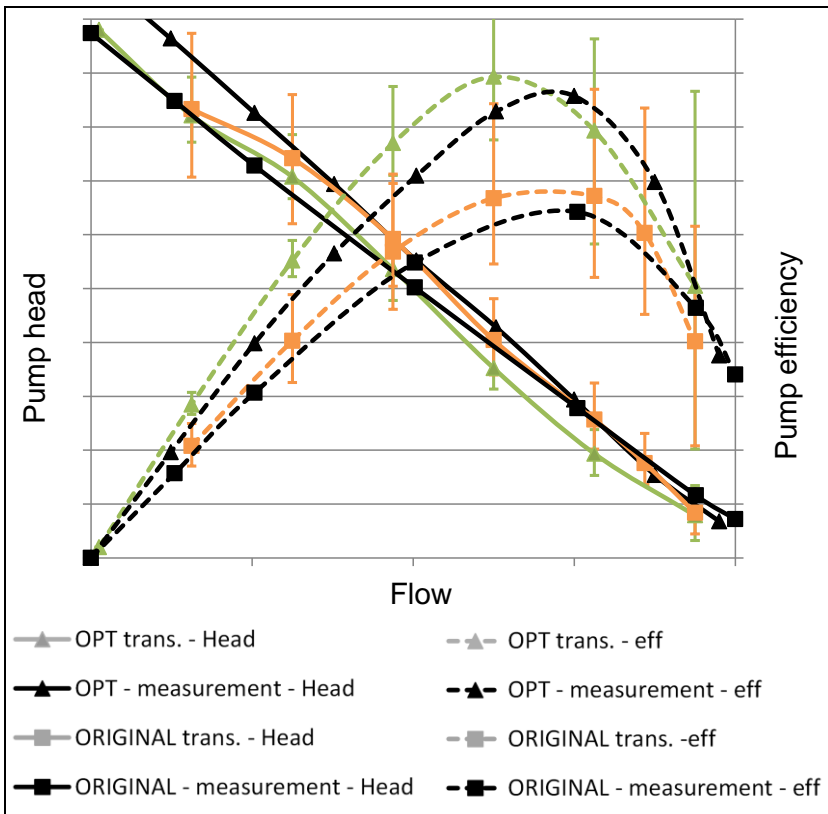 Pump head
Pump efficiency
Flow
OPT trans. - Head
OPT trans. - eff
OPT - measurement - Head
OPT - measurement - eff
ORIGINAL trans. - Head
ORIGINAL trans. -eff
ORIGINAL - measurement - Head
ORIGINAL - measurement - eff